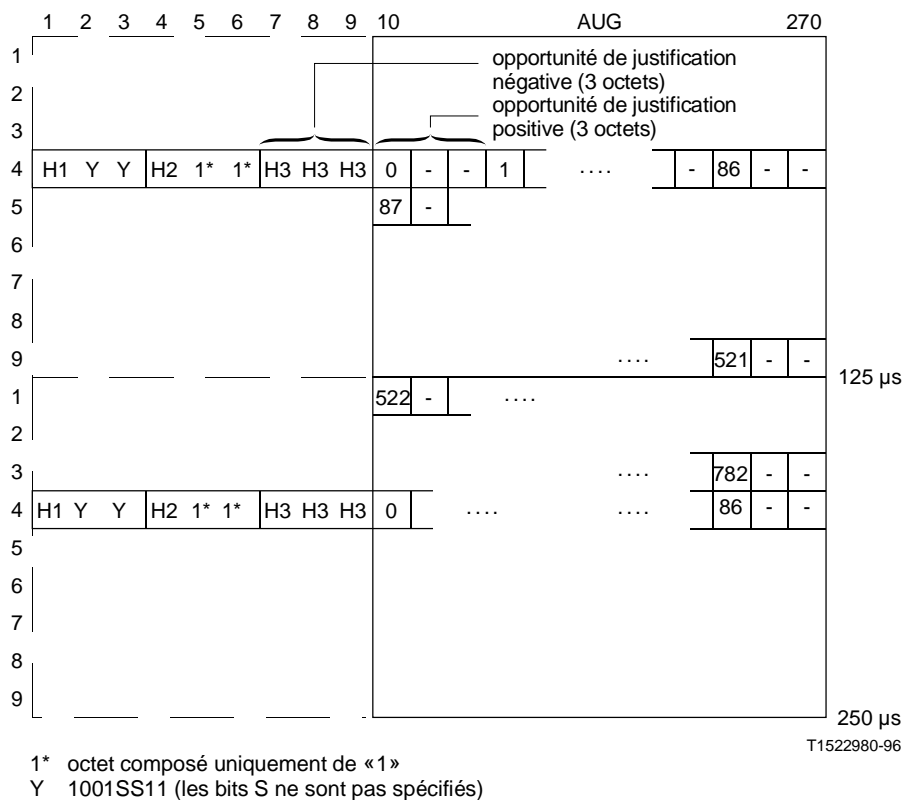 1 2 3 4 5 6 7 8 9 10 AUG 270
1
opportunité de justification
négative (3 octets)
2
opportunité de justification
positive (3 octets)
3
4 H1 Y Y H2 1* 1* H3 H3 H3 0 - - 1 .... - 86 - -
5 87 -
6
7
8
9 .... 521 - -
125 µs
1 522 - ....
2
3 .... 782 - -
4 H1 Y Y H2 1* 1* H3 H3 H3 0 .... .... 86 - -
5
6
7
8
9
250 µs
T1522980-96
1* octet composé uniquement de «1»
Y 1001SS11 (les bits S ne sont pas spécifiés)